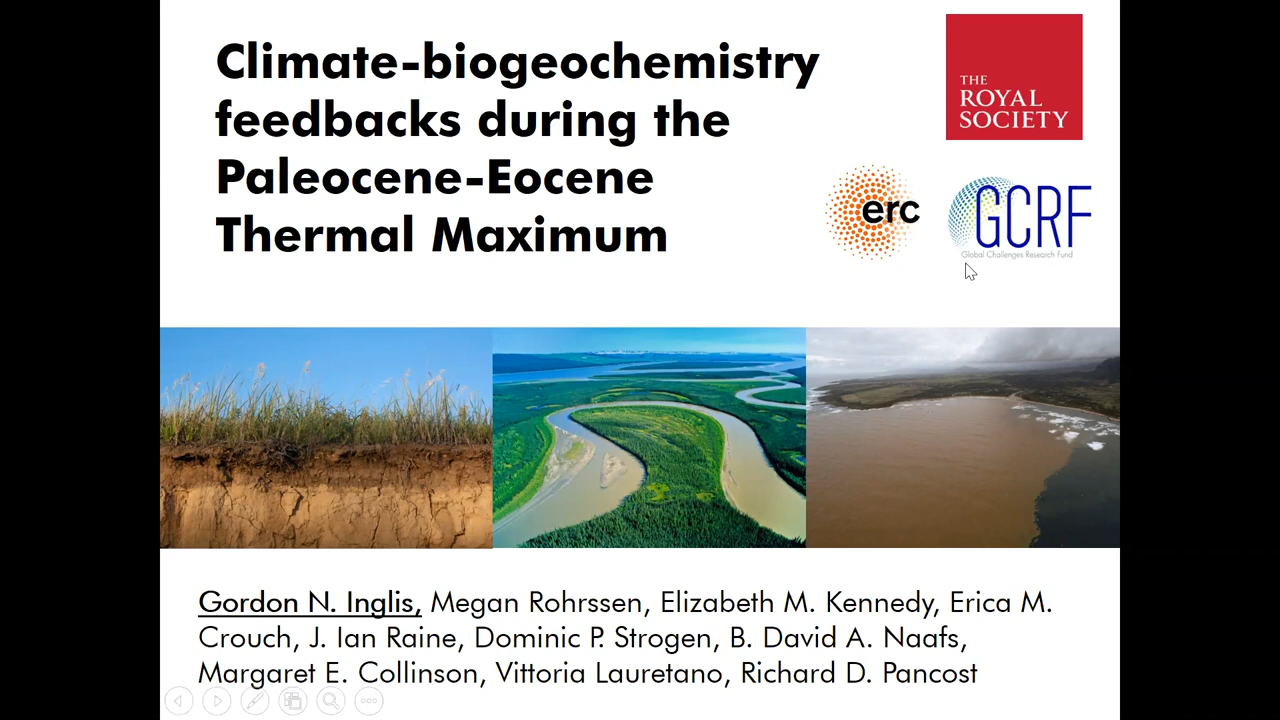 Climate-biogeochemistry
feedbacks during the
Paleocene-Eocene
Thermal Maximum
THE
ROYAL
SOCIETY
erc
GCRF
Global Challenges Research Fund
Gordon N. Inglis, Megan Rohrssen, Elizabeth M. Kennedy, Erica M.
Crouch, J. Ian Raine, Dominic P. Strogen, B. David A. Naafs,
Margaret E. Collinson, Vittoria Lauretano, Richard D. Pancost